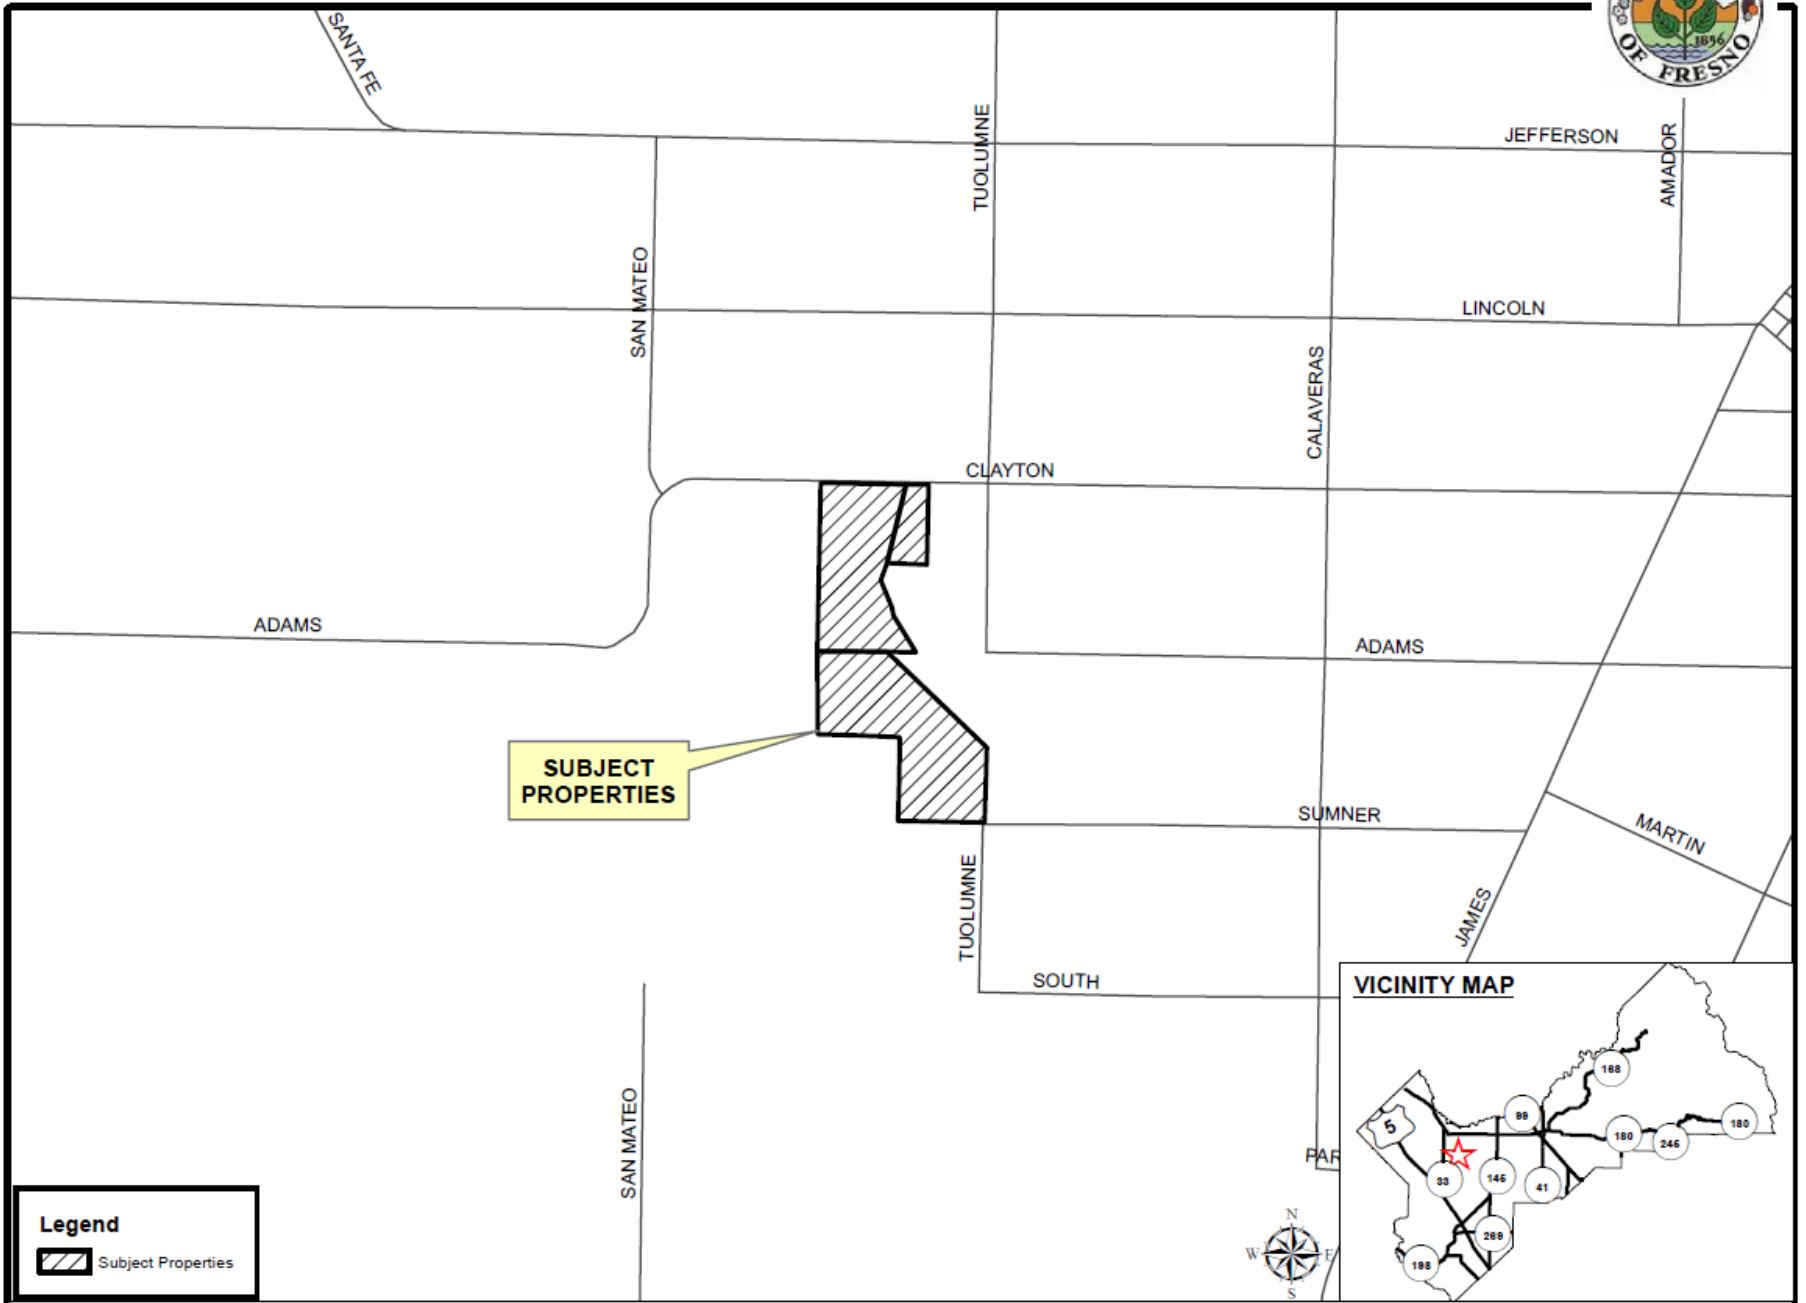 SANTA FE
1856
OF FRESNO
TUOLUMNE
JEFFERSON
AMADOR
SAN MATEO
LINCOLN
CALAVERAS
CLAYTON
ADAMS
ADAMS
SUBJECT
PROPERTIES
SUMNER
MARTIN
TUOLUMNE
JAMES
SOUTH
VICINITY MAP
168
99
5
180
180
245
33
145
41
269
198
SAN MATEO
PAR
N
W
E
S
Legend
Subject Properties